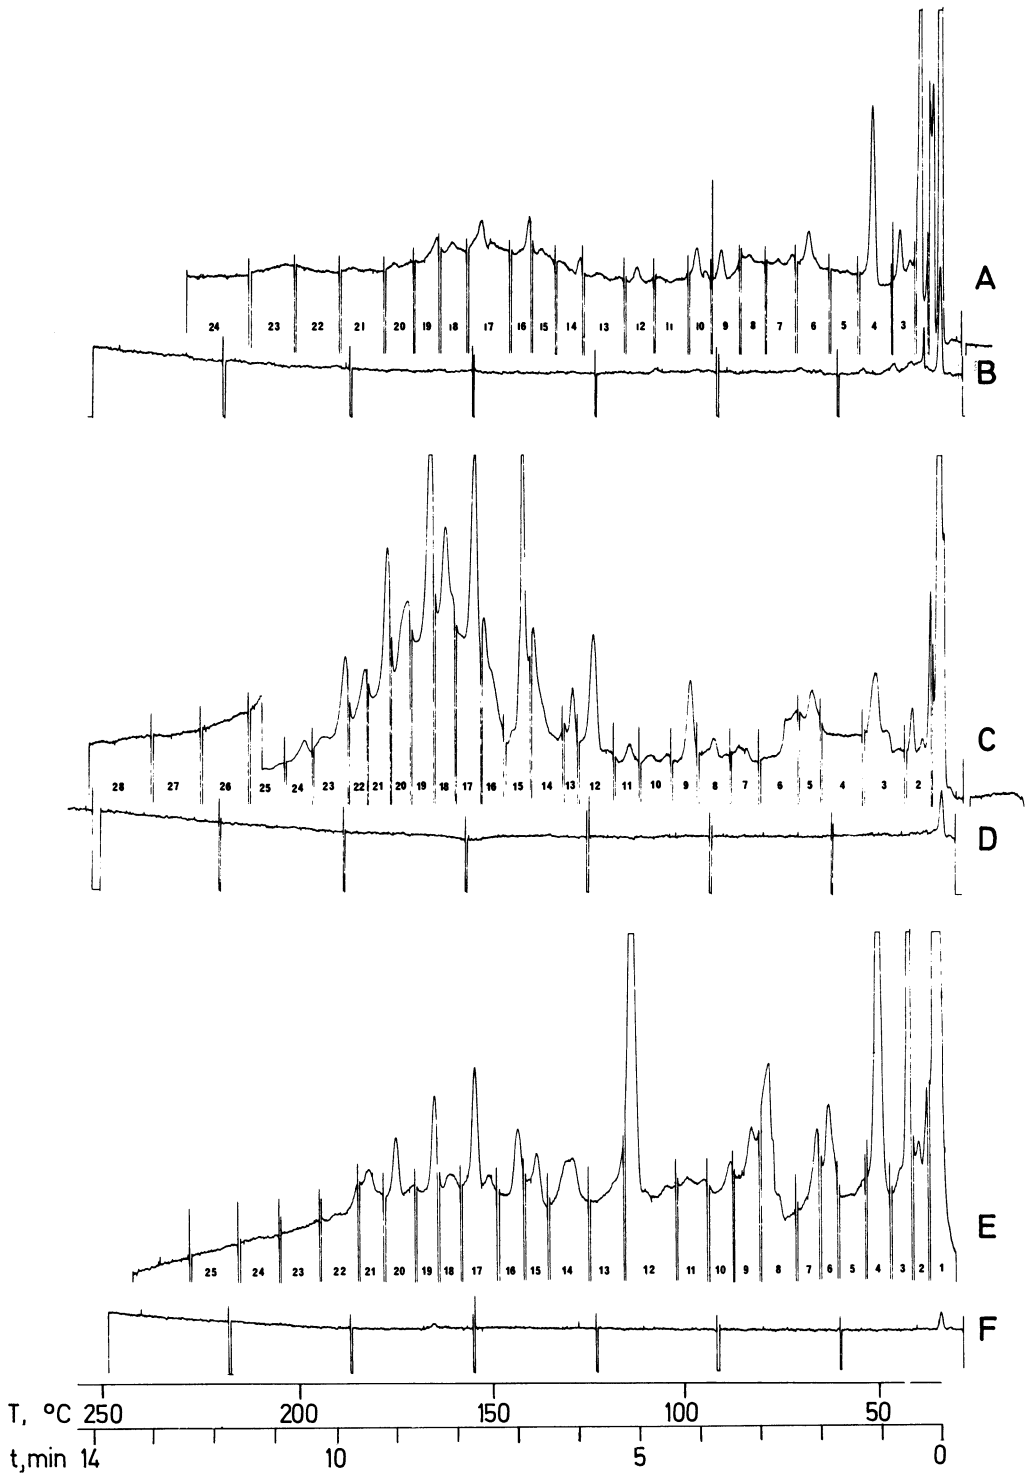 A
24 23 22 21 20 19 18 17 16 15 14 13 12 11 10 9 8 7 6 5 4 3
B
C
28 27 26 25 24 23 22 21 20 19 18 17 16 15 14 13 12 11 10 9 8 7 6 5 4 3 2
D
E
25 24 23 22 21 20 19 18 17 16 15 14 13 12 11 10 9 8 7 6 5 4 3 2 1
F
T, °C 250 200 150 100 50
t,min 14 10 5 0